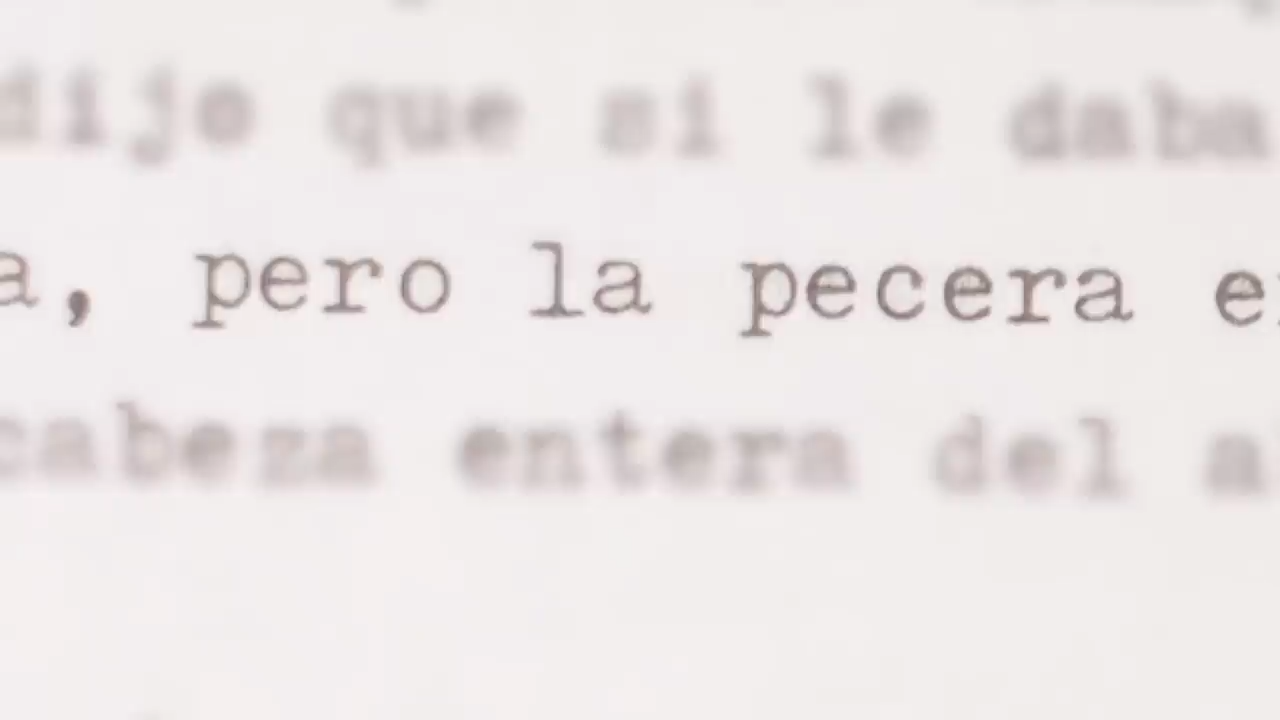 dijo que si le daba
a, pero la pecera e
cabeza entera del a